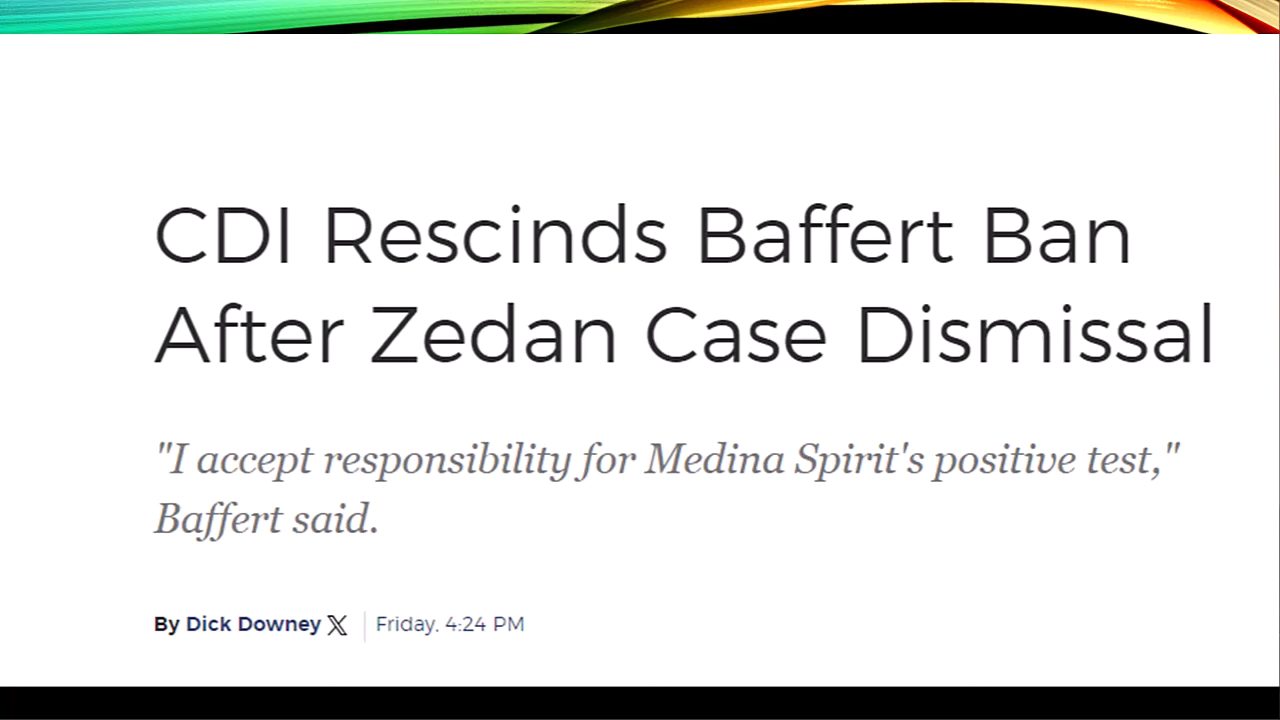 CDI Rescinds Baffert Ban
After Zedan Case Dismissal
"I accept responsibility for Medina Spirit's positive test,"
Baffert said.
By Dick Downey X | Friday, 4:24 PM